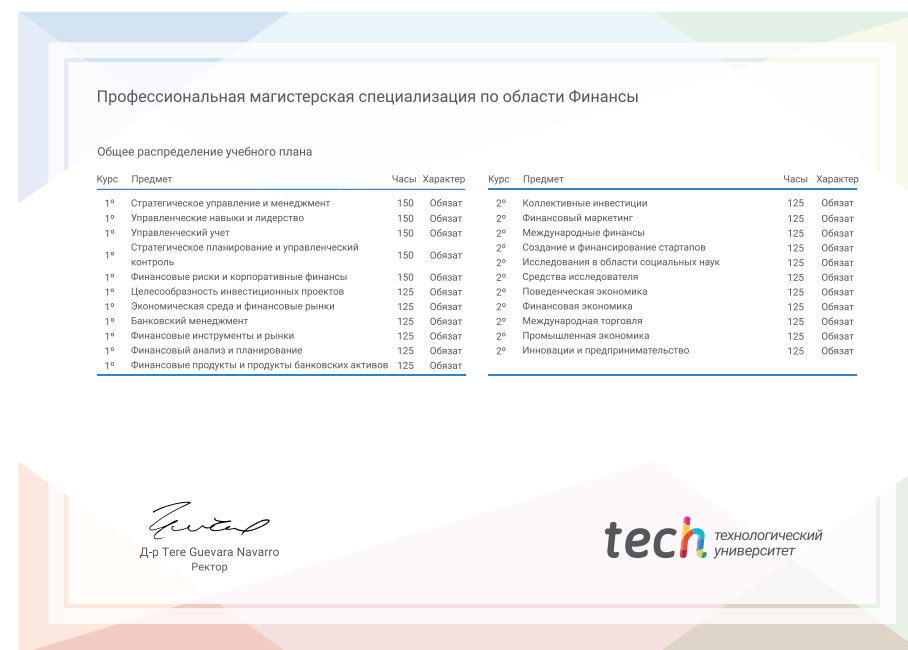 Профессиональная магистерская специализация по области Финансы
Общее распределение учебного плана
Курс Предмет Часы Характер
1º Стратегическое управление и менеджмент 150 Обязат
1º Управленческие навыки и лидерство 150 Обязат
1º Управленческий учет 150 Обязат
1º Стратегическое планирование и управленческий
контроль 150 Обязат
1º Финансовые риски и корпоративные финансы 150 Обязат
1º Целесообразность инвестиционных проектов 125 Обязат
1º Экономическая среда и финансовые рынки 125 Обязат
1º Банковский менеджмент 125 Обязат
1º Финансовые инструменты и рынки 125 Обязат
1º Финансовый анализ и планирование 125 Обязат
1º Финансовые продукты и продукты банковских активов 125 Обязат
Курс Предмет Часы Характер
2º Коллективные инвестиции 125 Обязат
2º Финансовый маркетинг 125 Обязат
2º Международные финансы 125 Обязат
2º Создание и финансирование стартапов 125 Обязат
2º Исследования в области социальных наук 125 Обязат
2º Средства исследователя 125 Обязат
2º Поведенческая экономика 125 Обязат
2º Финансовая экономика 125 Обязат
2º Международная торговля 125 Обязат
2º Промышленная экономика 125 Обязат
2º Инновации и предпринимательство 125 Обязат
Д-р Tere Guevara Navarro
Ректор
tech технологический
университет